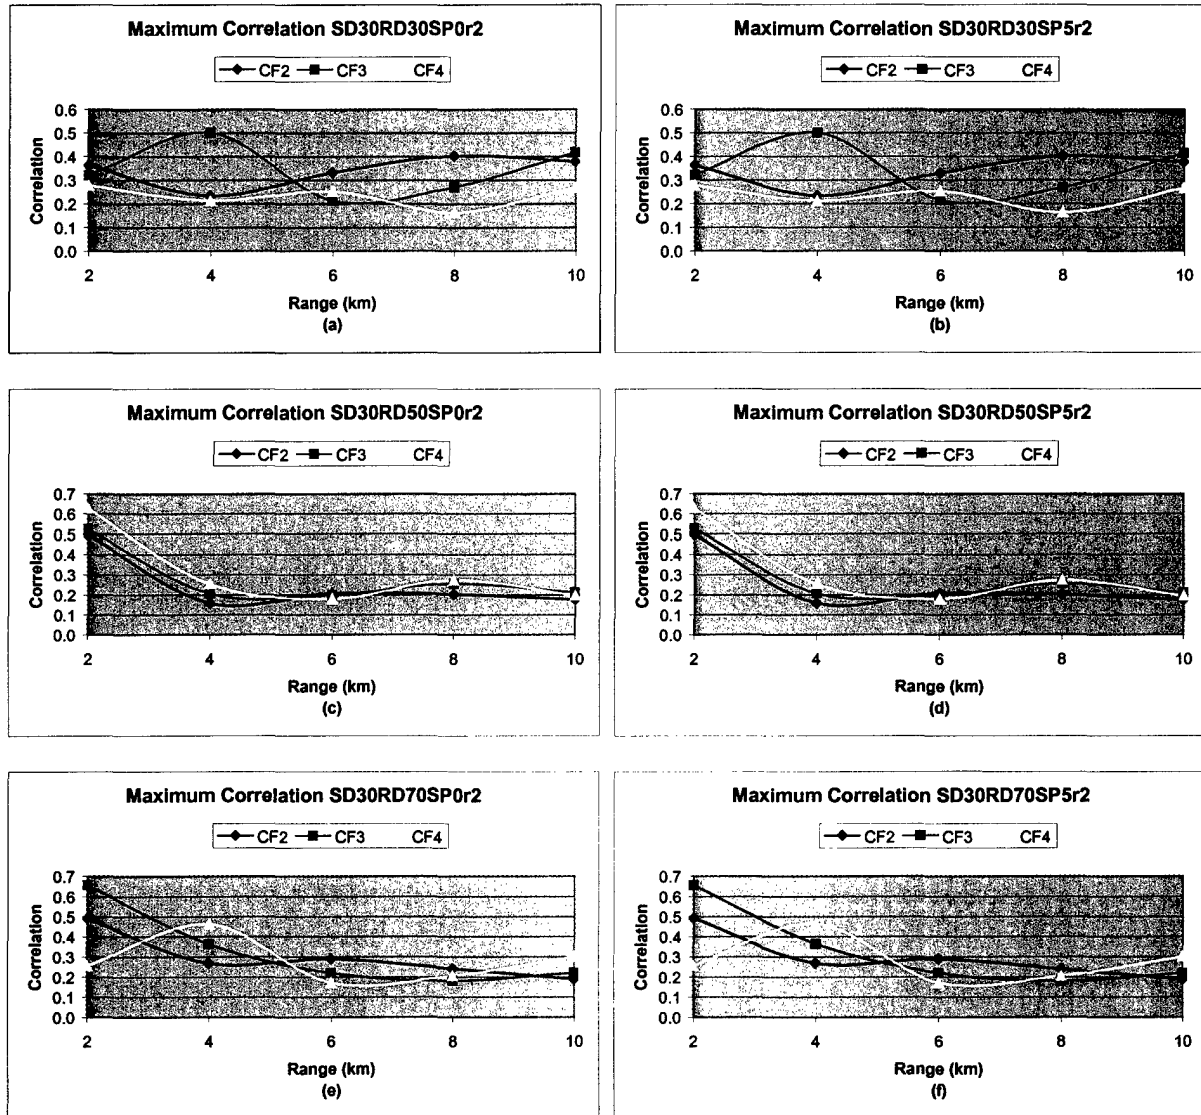 Maximum Correlation SD30RD30SP0r2
CF2 CF3 CF4
Correlation
0.6
0.5
0.4
0.3
0.2
0.1
0.0
2 4 6 8 10
Range (km)
(a)
Maximum Correlation SD30RD30SP5r2
CF2 CF3 CF4
Correlation
0.6
0.5
0.4
0.3
0.2
0.1
0.0
2 4 6 8 10
Range (km)
(b)
Maximum Correlation SD30RD50SP0r2
CF2 CF3 CF4
Correlation
0.7
0.6
0.5
0.4
0.3
0.2
0.1
0.0
2 4 6 8 10
Range (km)
(c)
Maximum Correlation SD30RD50SP5r2
CF2 CF3 CF4
Correlation
0.7
0.6
0.5
0.4
0.3
0.2
0.1
0.0
2 4 6 8 10
Range (km)
(d)
Maximum Correlation SD30RD70SP0r2
CF2 CF3 CF4
Correlation
0.7
0.6
0.5
0.4
0.3
0.2
0.1
0.0
2 4 6 8 10
Range (km)
(e)
Maximum Correlation SD30RD70SP5r2
CF2 CF3 CF4
Correlation
0.7
0.6
0.5
0.4
0.3
0.2
0.1
0.0
2 4 6 8 10
Range (km)
(f)